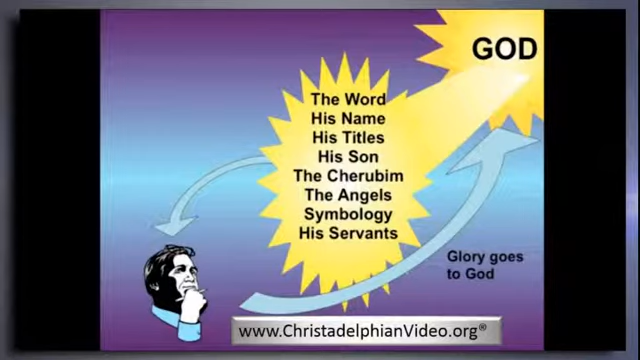 GOD
The Word
His Name
His Titles
His Son
The Cherubim
The Angels
Symbology
His Servants
Glory goes
to God
www.ChristadelphianVideo.org®